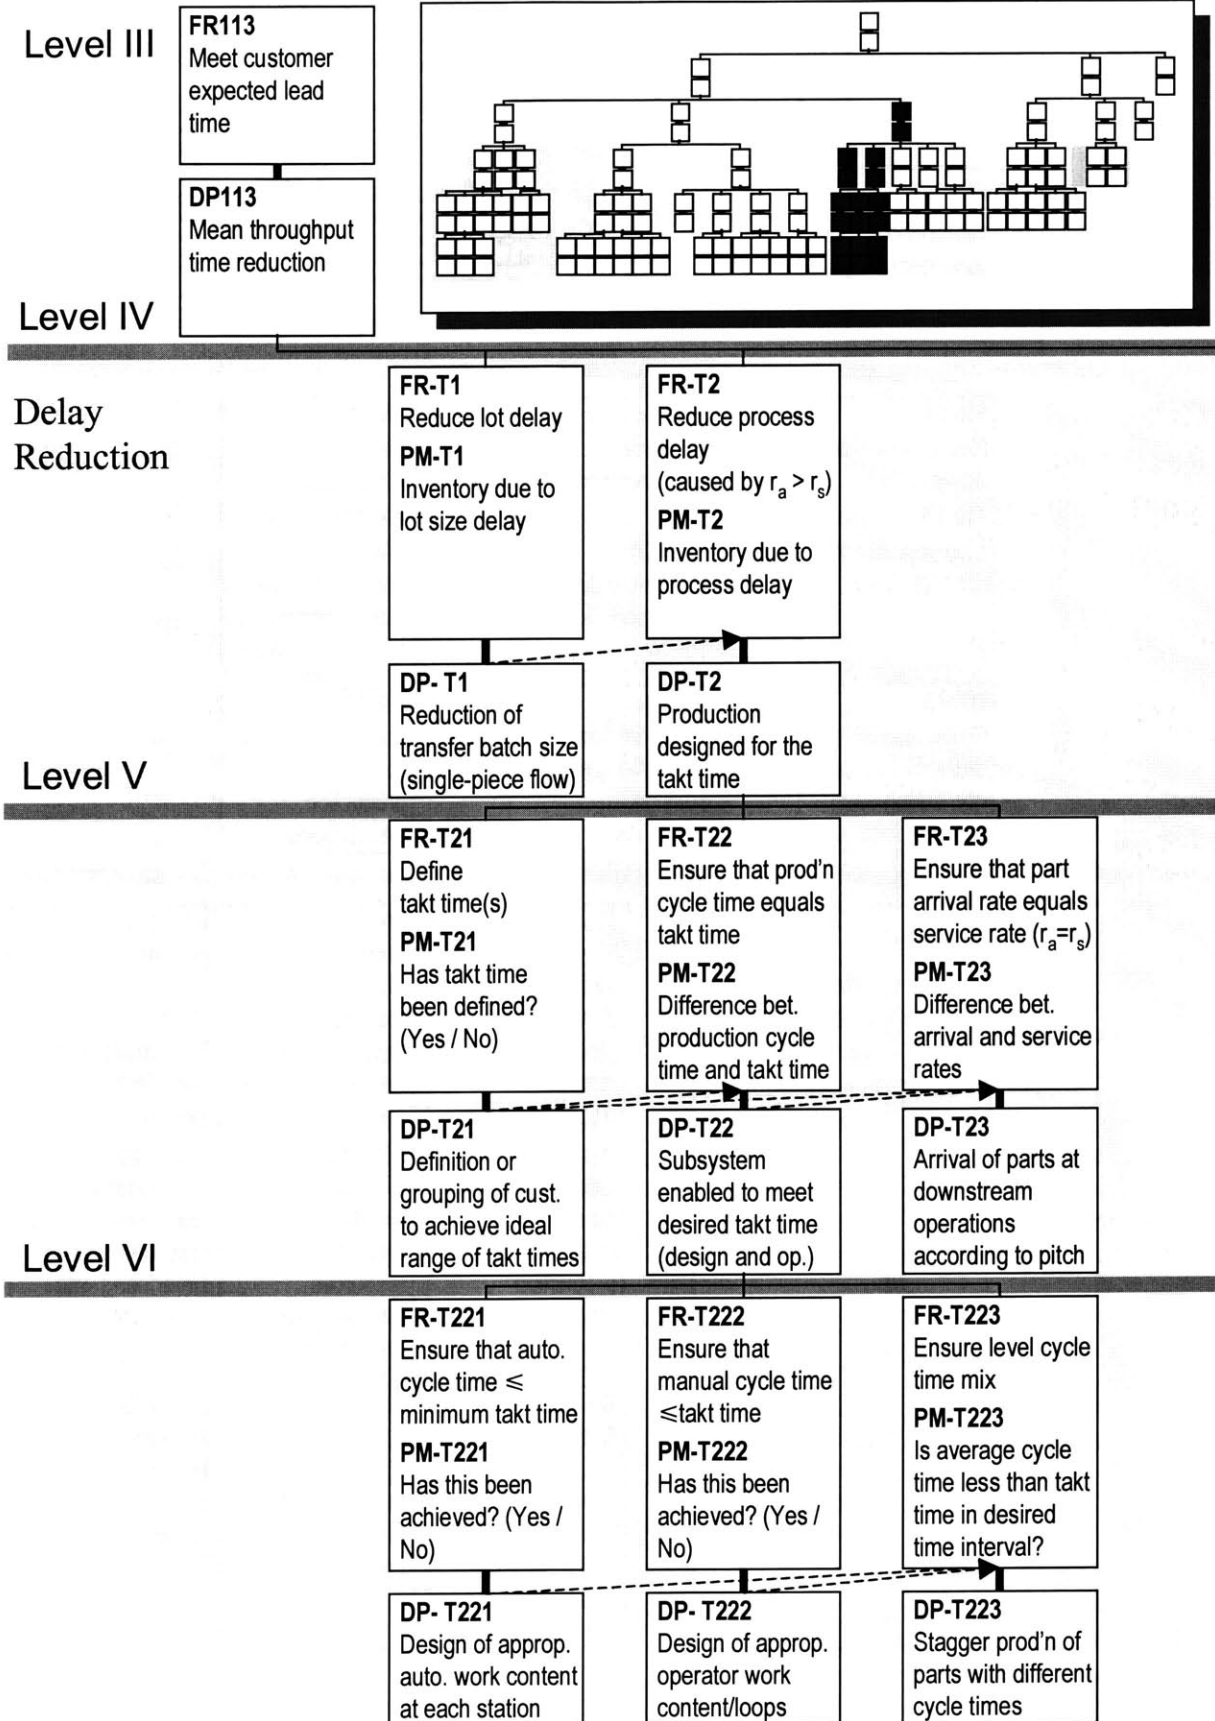 Level III
FR113
Meet customer
expected lead
time
DP113
Mean throughput
time reduction
Level IV
Delay
Reduction
FR-T1
Reduce lot delay
PM-T1
Inventory due to
lot size delay
FR-T2
Reduce process
delay
(caused by ra > rs)
PM-T2
Inventory due to
process delay
DP- T1
Reduction of
transfer batch size
(single-piece flow)
DP-T2
Production
designed for the
takt time
Level V
FR-T21
Define
takt time(s)
PM-T21
Has takt time
been defined?
(Yes / No)
FR-T22
Ensure that prod'n
cycle time equals
takt time
PM-T22
Difference bet.
production cycle
time and takt time
FR-T23
Ensure that part
arrival rate equals
service rate (ra=rs)
PM-T23
Difference bet.
arrival and service
rates
DP-T21
Definition or
grouping of cust.
to achieve ideal
range of takt times
DP-T22
Subsystem
enabled to meet
desired takt time
(design and op.)
DP-T23
Arrival of parts at
downstream
operations
according to pitch
Level VI
FR-T221
Ensure that auto.
cycle time ≤
minimum takt time
PM-T221
Has this been
achieved? (Yes /
No)
FR-T222
Ensure that
manual cycle time
≤takt time
PM-T222
Has this been
achieved? (Yes /
No)
FR-T223
Ensure level cycle
time mix
PM-T223
Is average cycle
time less than takt
time in desired
time interval?
DP- T221
Design of approp.
auto. work content
at each station
DP- T222
Design of approp.
operator work
content/loops
DP-T223
Stagger prod'n of
parts with different
cycle times